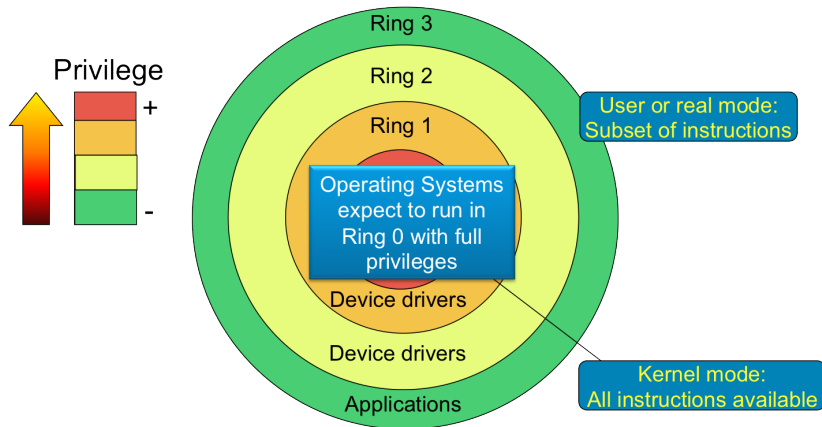 Ring 3
Privilege
Ring 2
+
User or real mode:
Subset of instructions
Ring 1
Operating Systems
expect to run in
Ring 0 with full
privileges
-
Device drivers
Device drivers
Kernel mode:
All instructions available
Applications